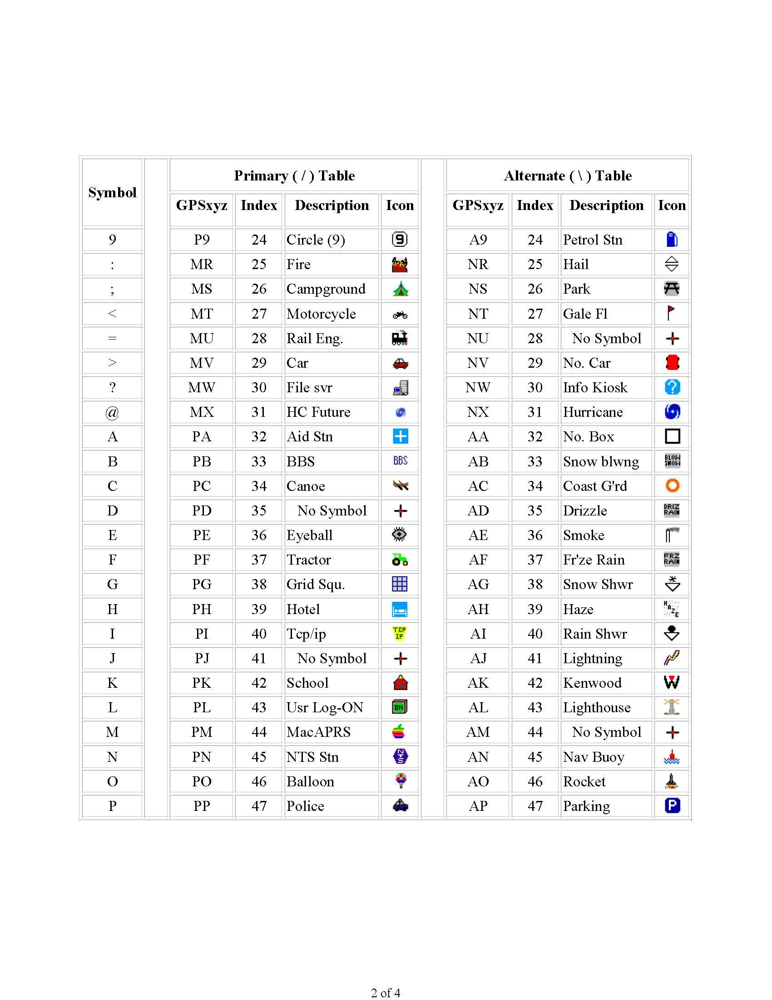 Symbol Primary ( / ) Table Alternate ( \ ) Table
GPSxyz Index Description Icon GPSxyz Index Description Icon
9 P9 24 Circle (9) 9 A9 24 Petrol Stn
: MR 25 Fire NR 25 Hail
; MS 26 Campground NS 26 Park
< MT 27 Motorcycle NT 27 Gale Fl
= MU 28 Rail Eng. NU 28 No Symbol
> MV 29 Car NV 29 No. Car
? MW 30 File svr NW 30 Info Kiosk ?
@ MX 31 HC Future NX 31 Hurricane
A PA 32 Aid Stn AA 32 No. Box
B PB 33 BBS BBS AB 33 Snow blwng BLOW SNOW
C PC 34 Canoe AC 34 Coast G'rd
D PD 35 No Symbol AD 35 Drizzle DRIZ RAIN
E PE 36 Eyeball AE 36 Smoke
F PF 37 Tractor AF 37 Fr'ze Rain FRZ RAIN
G PG 38 Grid Squ. AG 38 Snow Shwr
H PH 39 Hotel AH 39 Haze HAZE
I PI 40 Tcp/ip TCP IP AI 40 Rain Shwr
J PJ 41 No Symbol AJ 41 Lightning
K PK 42 School AK 42 Kenwood W
L PL 43 Usr Log-ON ON AL 43 Lighthouse
M PM 44 MacAPRS AM 44 No Symbol
N PN 45 NTS Stn NTS AN 45 Nav Buoy
O PO 46 Balloon AO 46 Rocket
P PP 47 Police AP 47 Parking P
2 of 4